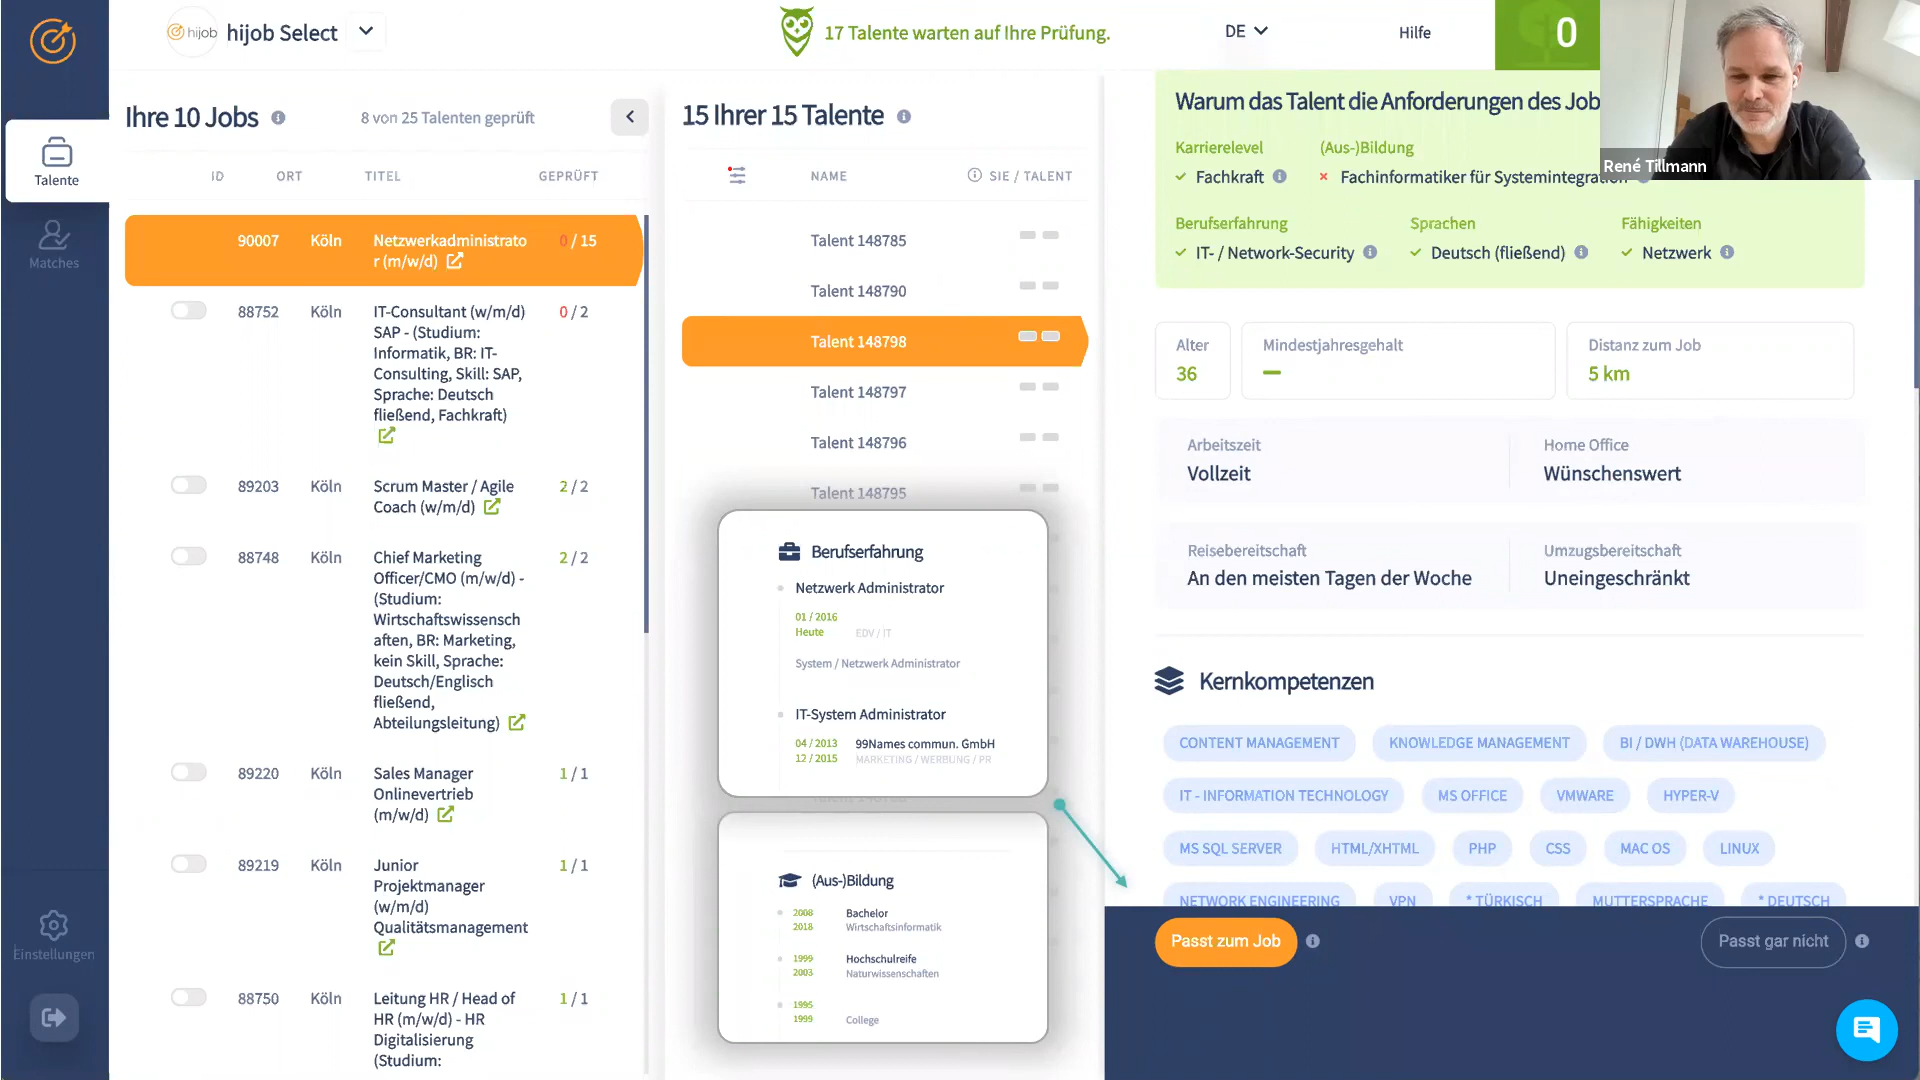 hijob
hijob Select
17 Talente warten auf Ihre Prüfung.
DE
Hilfe
0
Talente
Matches
Einstellungen
Ihre 10 Jobs
8 von 25 Talenten geprüft
ID ORT TITEL GEPRÜFT
90007 Köln Netzwerkadministrato 0 / 15
r (m/w/d)
88752 Köln IT-Consultant (w/m/d) 0 / 2
SAP - (Studium:
Informatik, BR: IT-
Consulting, Skill: SAP,
Sprache: Deutsch
fließend, Fachkraft)
89203 Köln Scrum Master / Agile 2 / 2
Coach (w/m/d)
88748 Köln Chief Marketing 2 / 2
Officer/CMO (m/w/d) -
(Studium:
Wirtschaftswissensch
aften, BR: Marketing,
kein Skill, Sprache:
Deutsch/Englisch
fließend,
Abteilungsleitung)
89220 Köln Sales Manager 1 / 1
Onlinevertrieb
(m/w/d)
89219 Köln Junior 1 / 1
Projektmanager
(w/m/d)
Qualitätsmanagement
88750 Köln Leitung HR / Head of 1 / 1
HR (m/w/d) - HR
Digitalisierung
(Studium:
15 Ihrer 15 Talente
NAME SIE / TALENT
Talent 148785
Talent 148790
Talent 148798
Talent 148797
Talent 148796
Talent 148795
Berufserfahrung
Netzwerk Administrator
01 / 2016
Heute EDV / IT
System / Netzwerk Administrator
IT-System Administrator
04 / 2013 99Names commun. GmbH
12 / 2015 MARKETING / WERBUNG / PR
(Aus-)Bildung
2008 Bachelor
2018 Wirtschaftsinformatik
1999 Hochschulreife
2003 Naturwissenschaften
1995
1999 College
Warum das Talent die Anforderungen des Job
Karrierelevel (Aus-)Bildung
Fachkraft Fachinformatiker für Systemintegration
Berufserfahrung Sprachen Fähigkeiten
IT- / Network-Security Deutsch (fließend) Netzwerk
René Tillmann
Alter Mindestjahresgehalt Distanz zum Job
36 – 5 km
Arbeitszeit Home Office
Vollzeit Wünschenswert
Reisebereitschaft Umzugsbereitschaft
An den meisten Tagen der Woche Uneingeschränkt
Kernkompetenzen
CONTENT MANAGEMENT KNOWLEDGE MANAGEMENT BI / DWH (DATA WAREHOUSE)
IT - INFORMATION TECHNOLOGY MS OFFICE VMWARE HYPER-V
MS SQL SERVER HTML/XHTML PHP CSS MAC OS LINUX
NETWORK ENGINEERING VPN * TÜRKISCH MUTTERSPRACHE * DEUTSCH
Passt zum Job Passt gar nicht